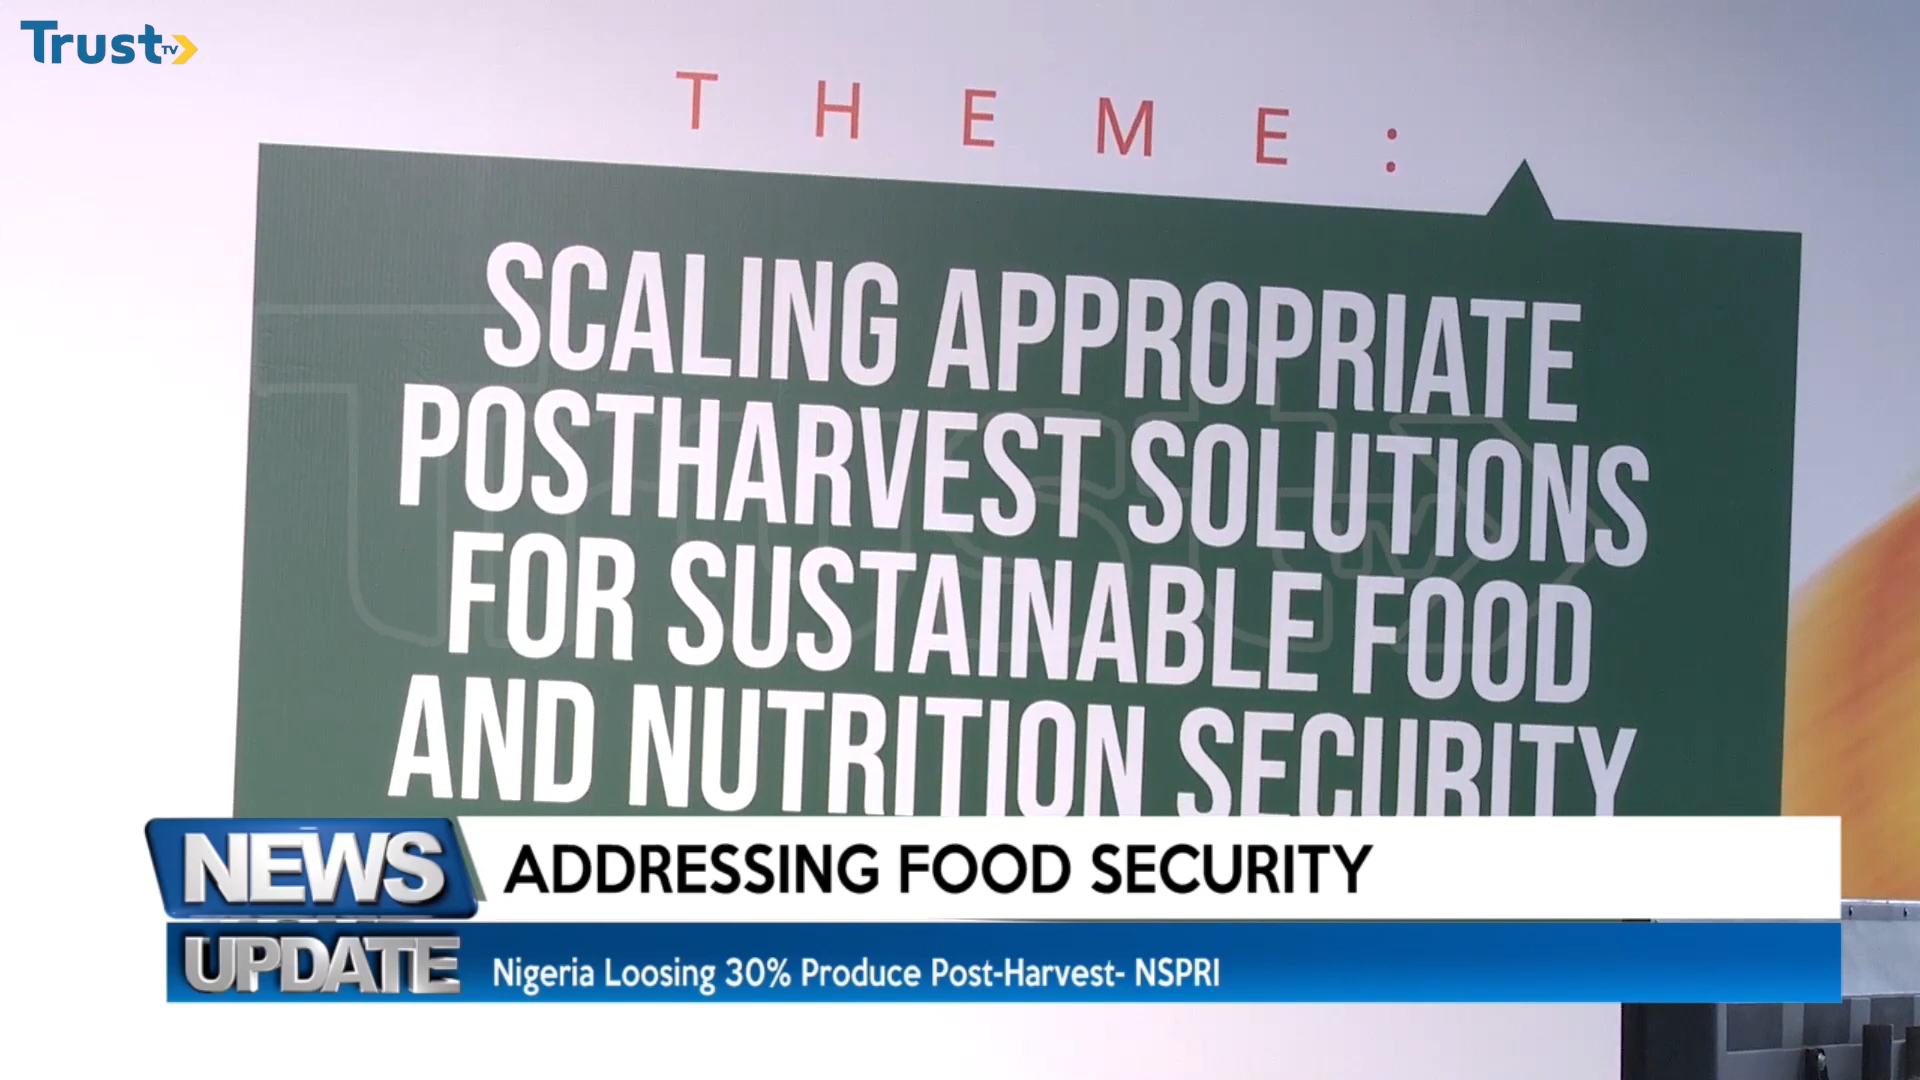 Trust TV
THEME:
SCALING APPROPRIATE
POSTHARVEST SOLUTIONS
FOR SUSTAINABLE FOOD
AND NUTRITION SECURITY
NEWS
UPDATE
ADDRESSING FOOD SECURITY
Nigeria Loosing 30% Produce Post-Harvest- NSPRI